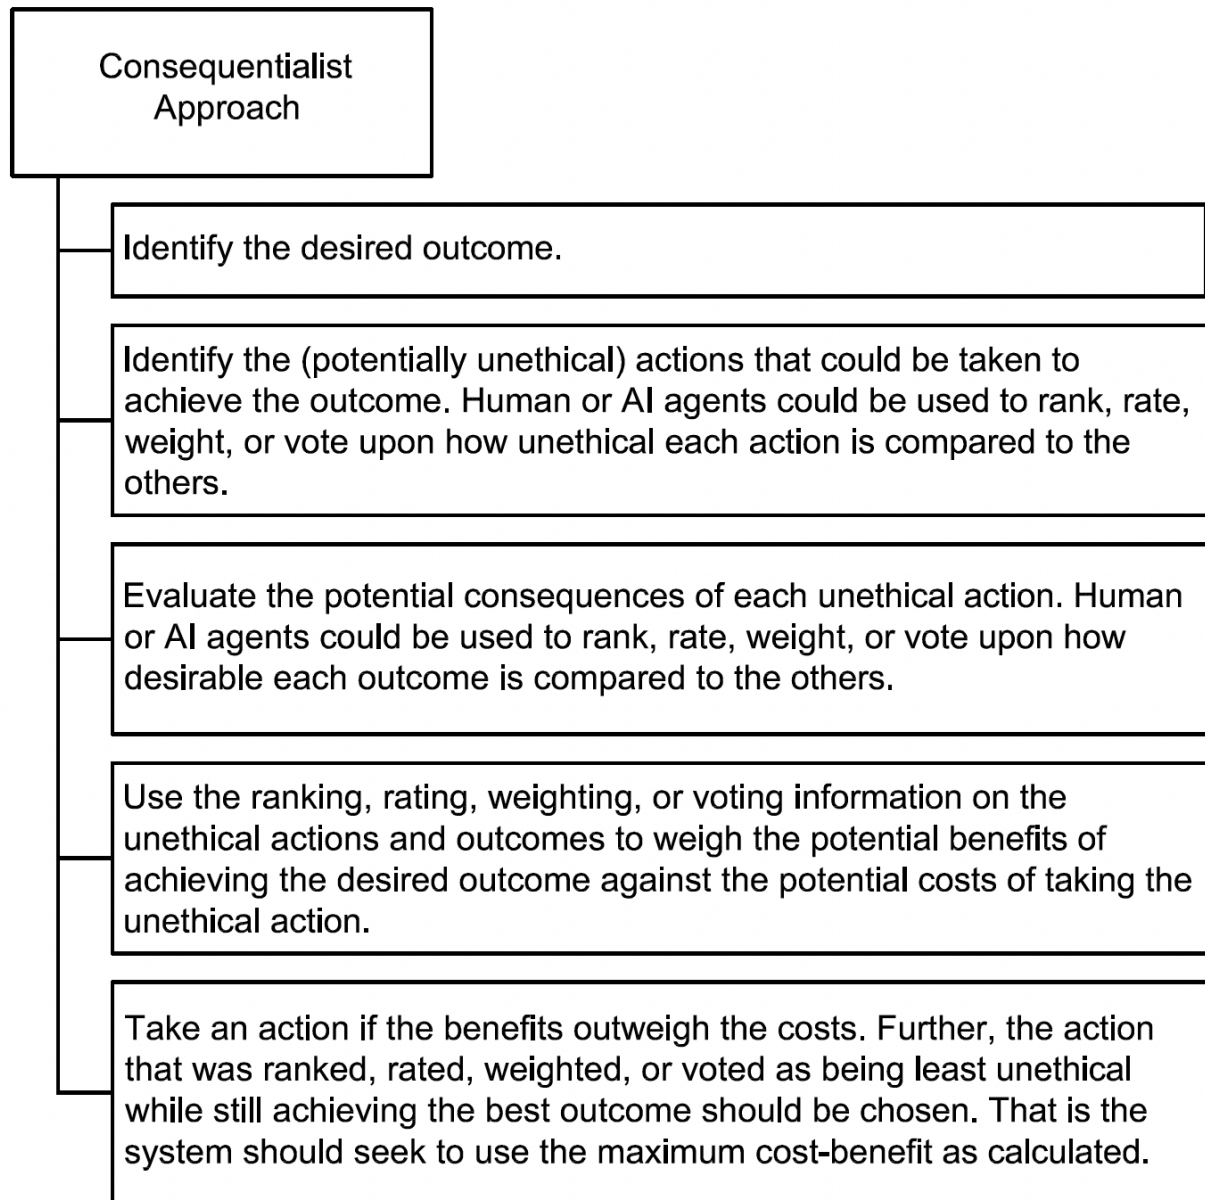 Consequentialist
Approach
Identify the desired outcome.
Identify the (potentially unethical) actions that could be taken to
achieve the outcome. Human or AI agents could be used to rank, rate,
weight, or vote upon how unethical each action is compared to the
others.
Evaluate the potential consequences of each unethical action. Human
or AI agents could be used to rank, rate, weight, or vote upon how
desirable each outcome is compared to the others.
Use the ranking, rating, weighting, or voting information on the
unethical actions and outcomes to weigh the potential benefits of
achieving the desired outcome against the potential costs of taking the
unethical action.
Take an action if the benefits outweigh the costs. Further, the action
that was ranked, rated, weighted, or voted as being least unethical
while still achieving the best outcome should be chosen. That is the
system should seek to use the maximum cost-benefit as calculated.